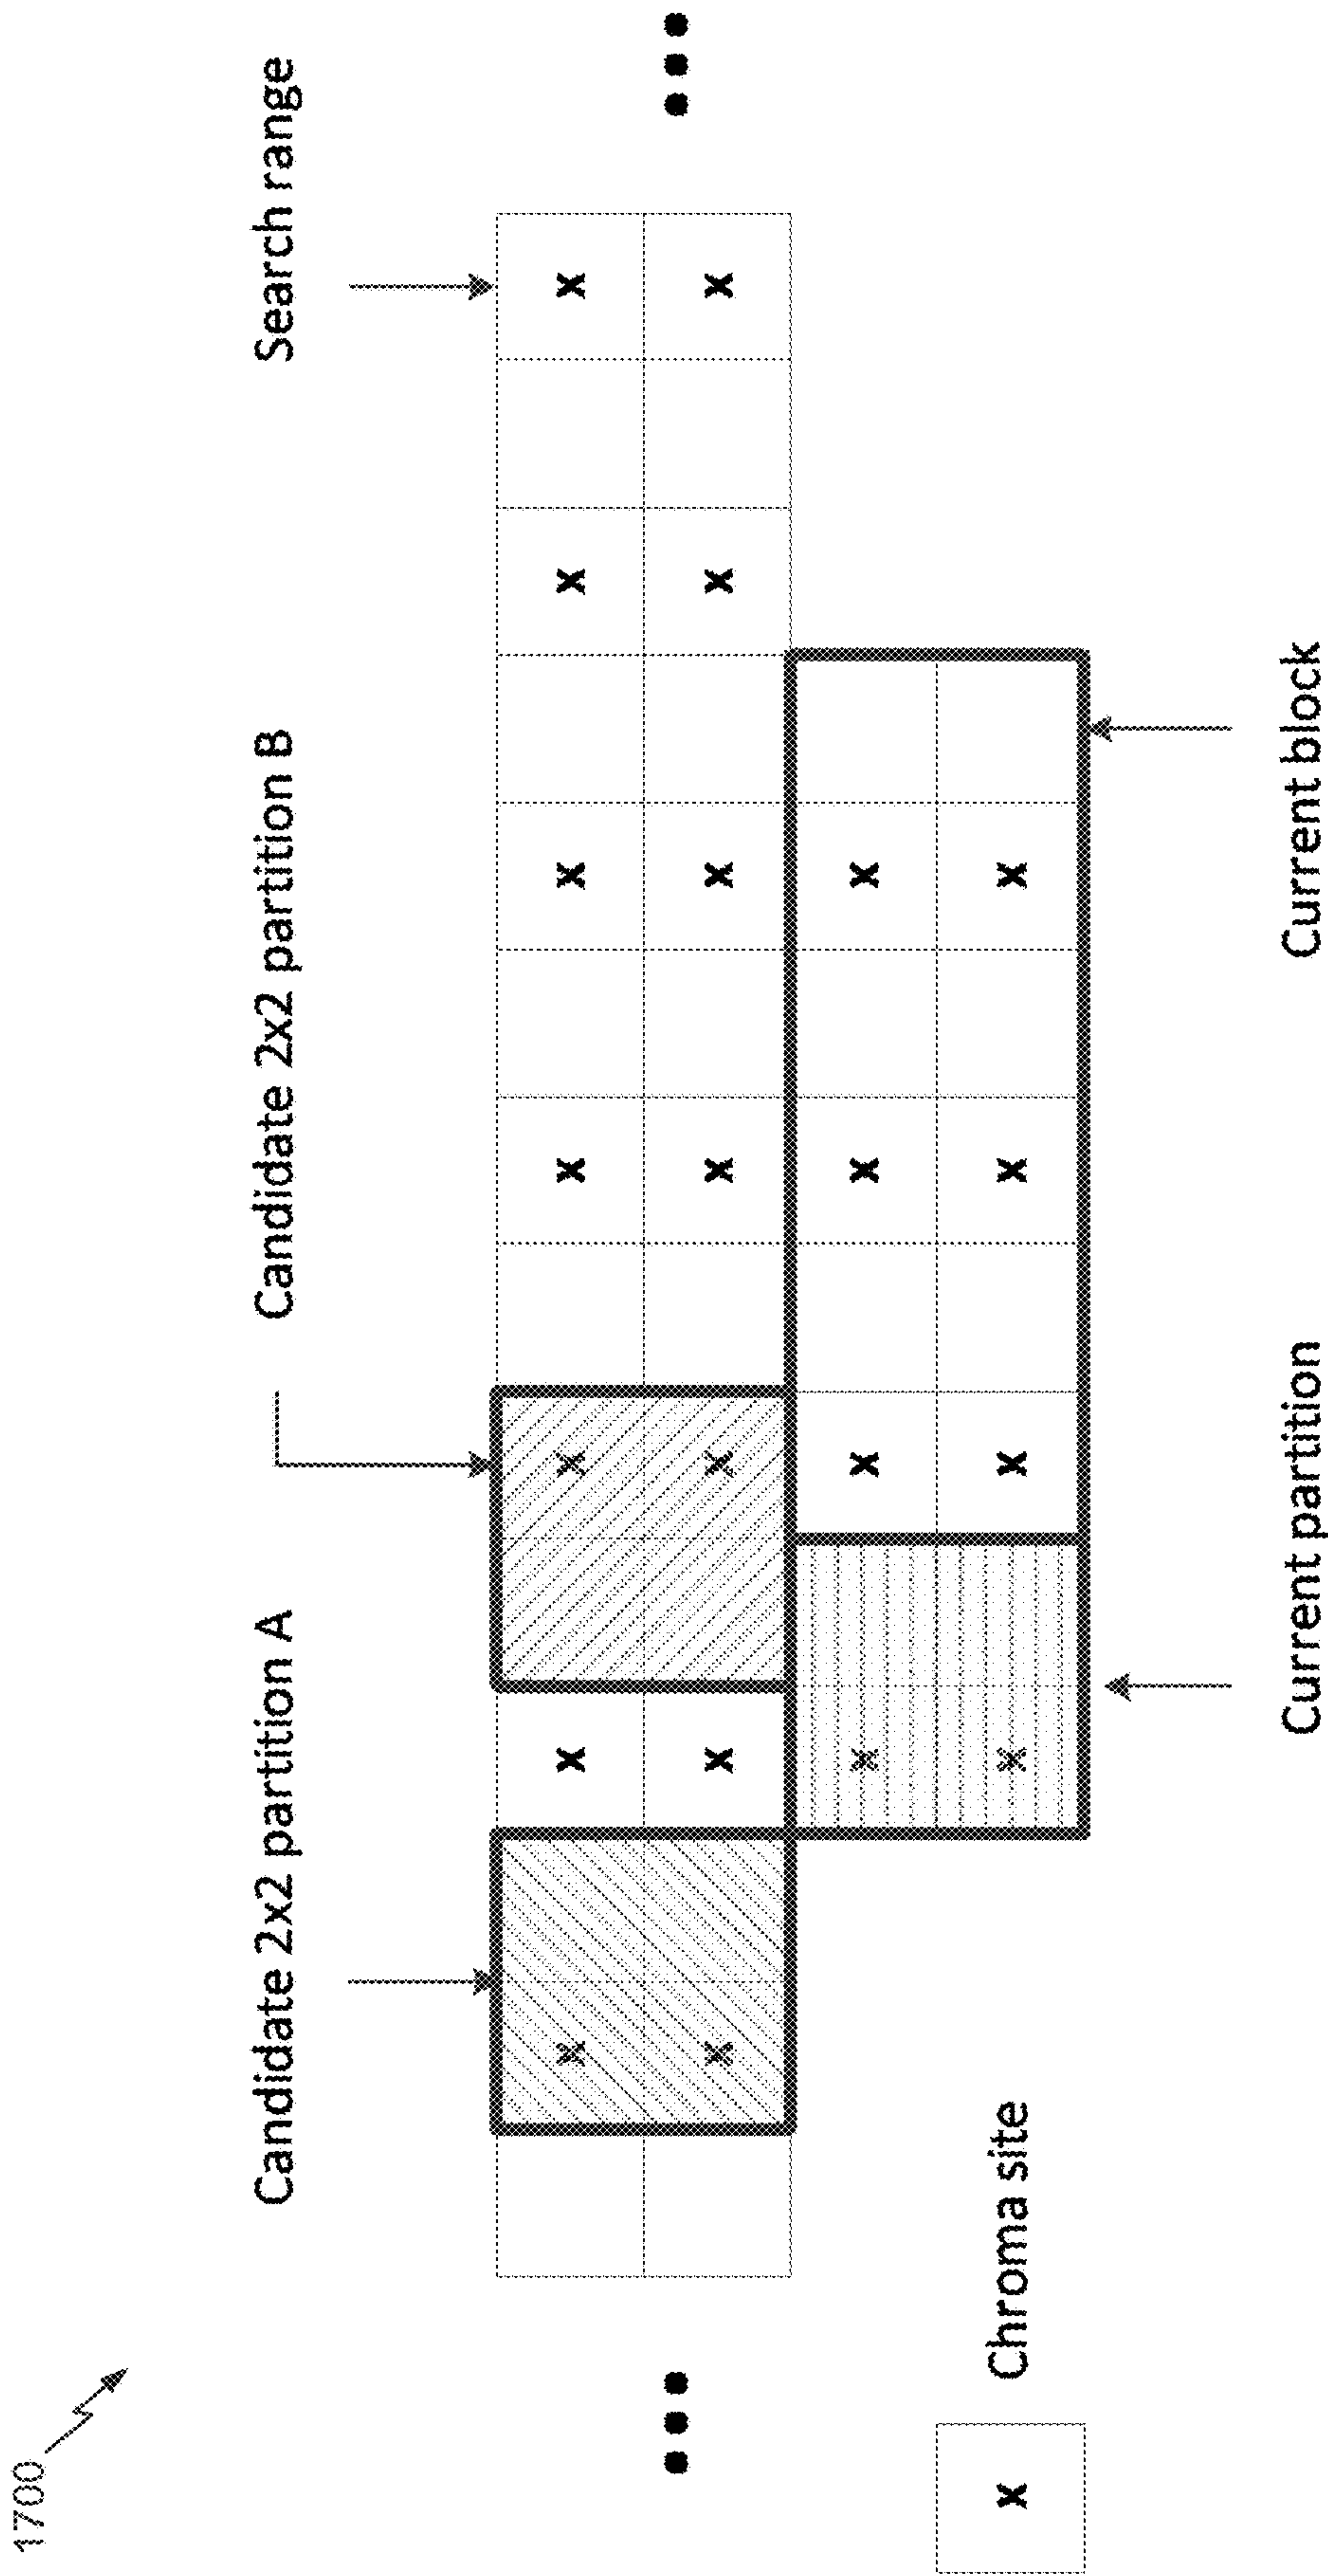 1700
Candidate 2x2 partition A
Candidate 2x2 partition B
Search range
x x x x x x x
x x x x x x x
x x x x
x x x x
Chroma site
x
Current partition
Current block